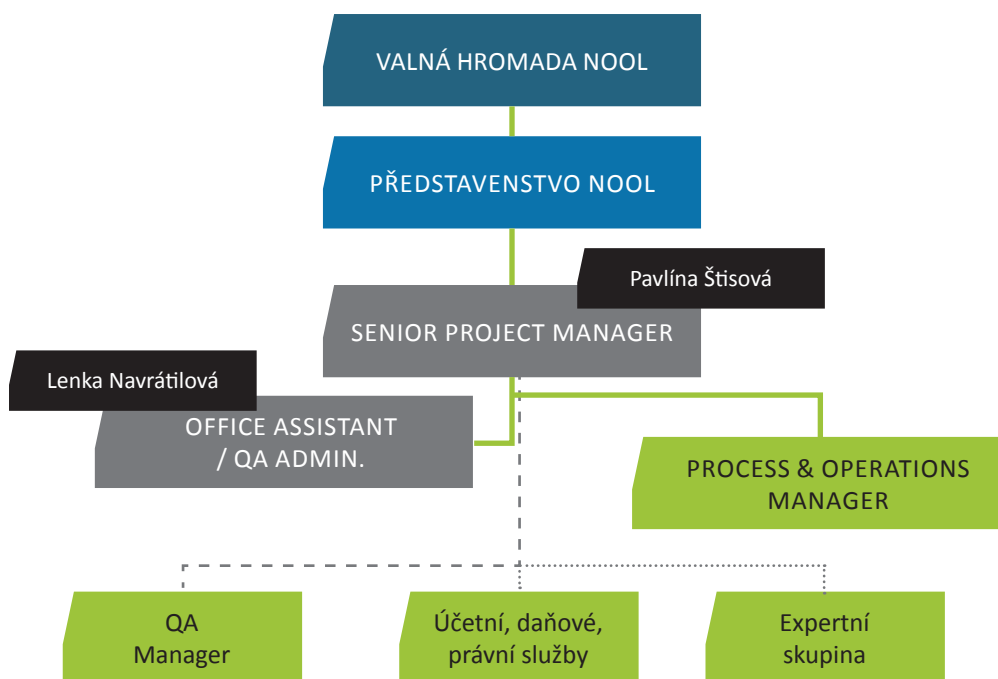 VALNÁ HROMADA NOOL
PŘEDSTAVENSTVO NOOL
Pavlína Štisová
SENIOR PROJECT MANAGER
Lenka Navrátilová
OFFICE ASSISTANT
/ QA ADMIN.
PROCESS & OPERATIONS
MANAGER
QA
Manager
Účetní, daňové,
právní služby
Expertní
skupina